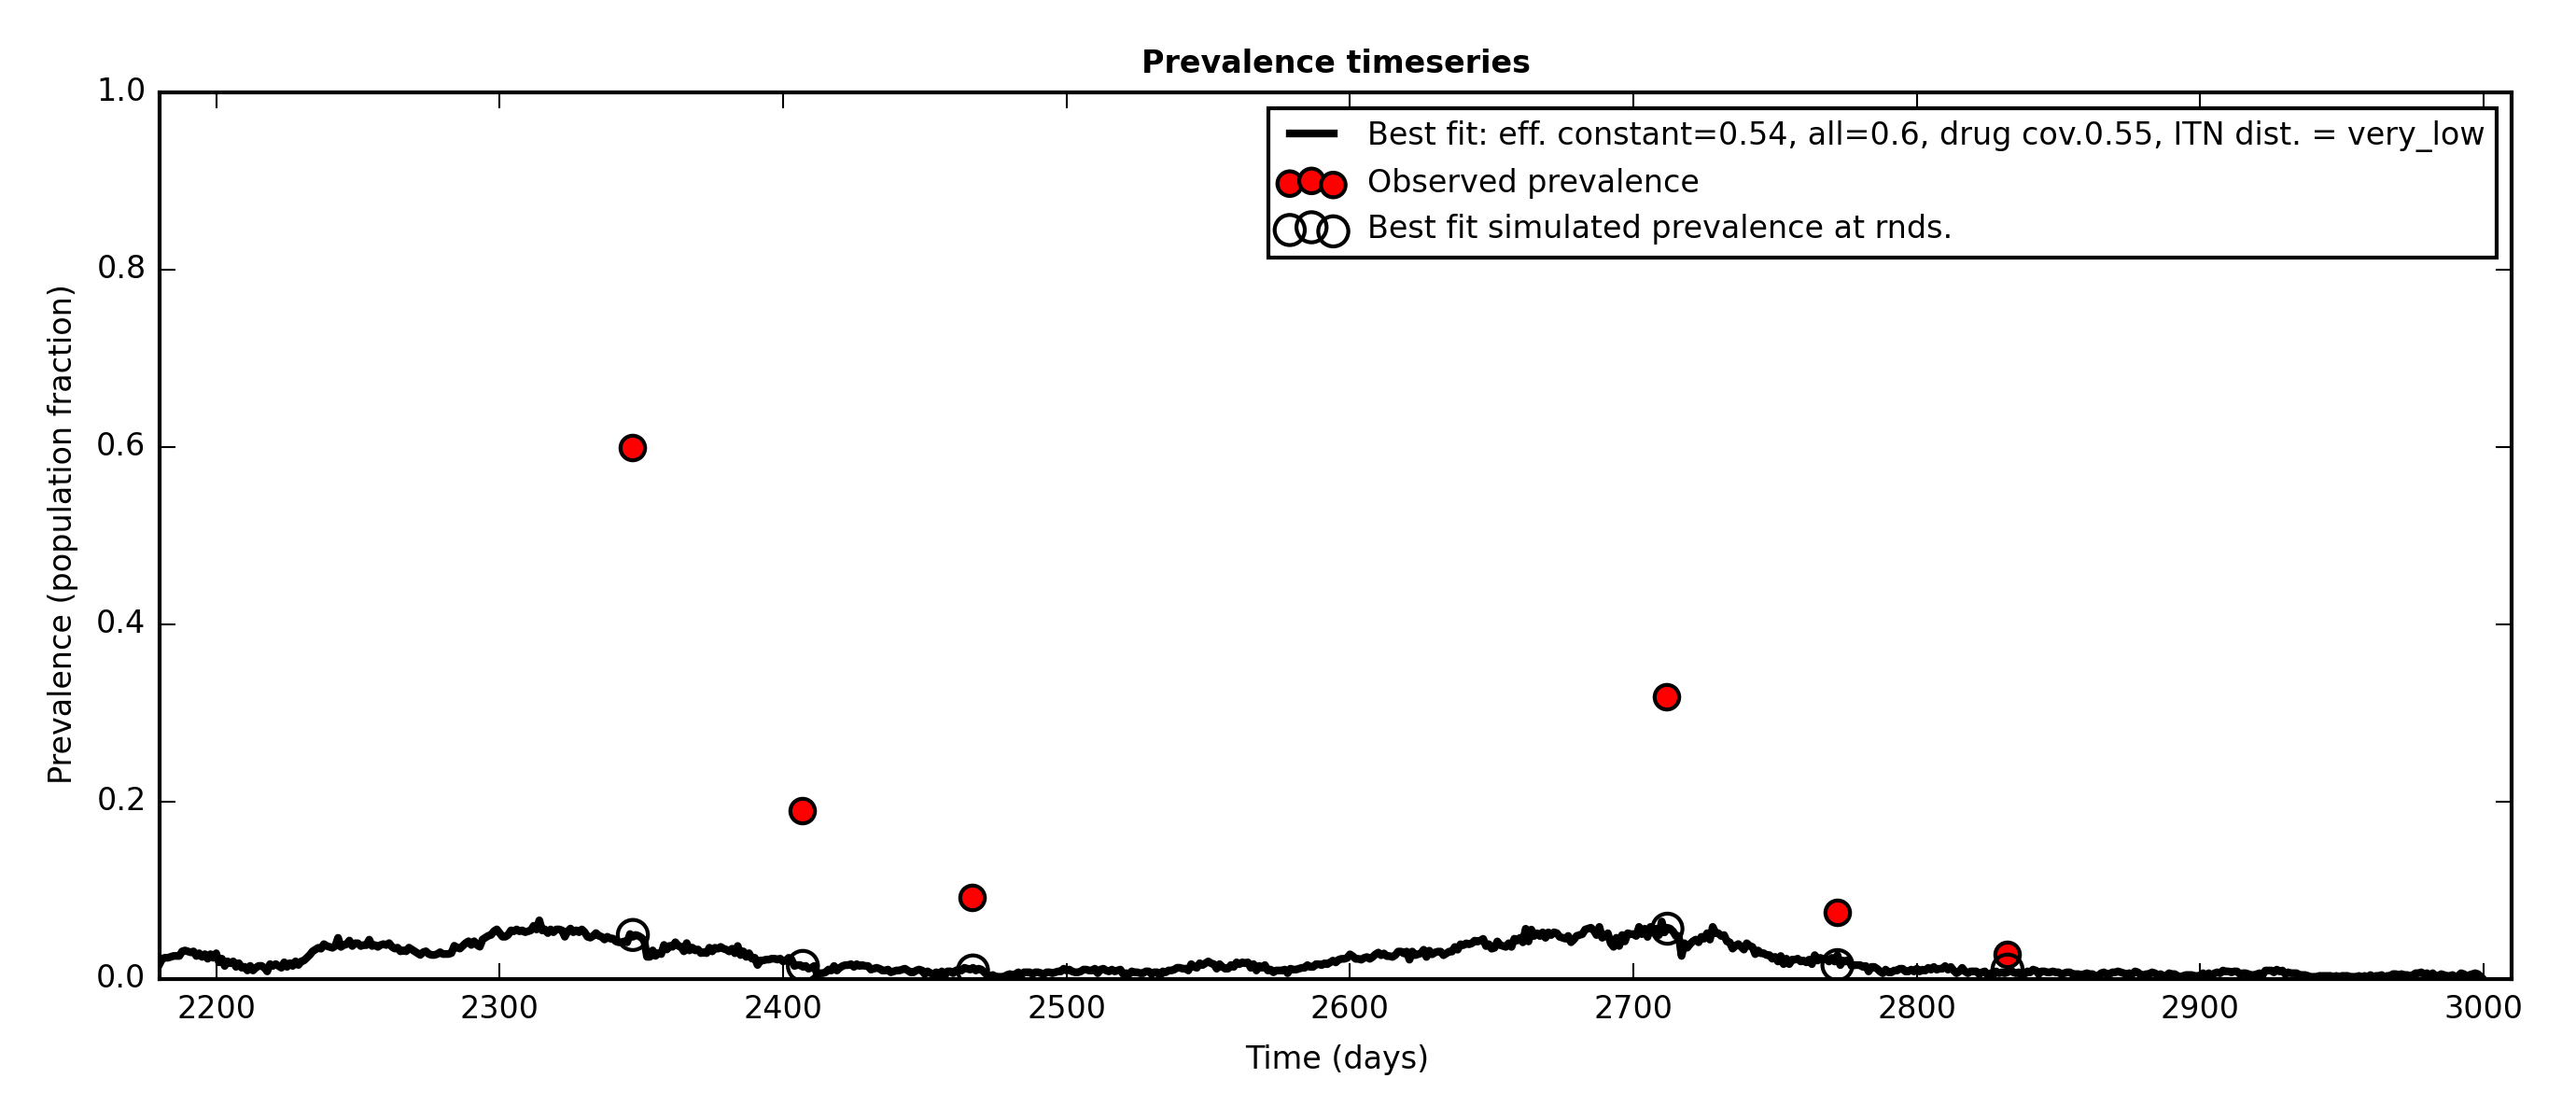 Prevalence timeseries
1.0
0.8
0.6
0.4
0.2
0.0
Prevalence (population fraction)
Best fit: eff. constant=0.54, all=0.6, drug cov.0.55, ITN dist. = very_low
Observed prevalence
Best fit simulated prevalence at rnds.
2200 2300 2400 2500 2600 2700 2800 2900 3000
Time (days)